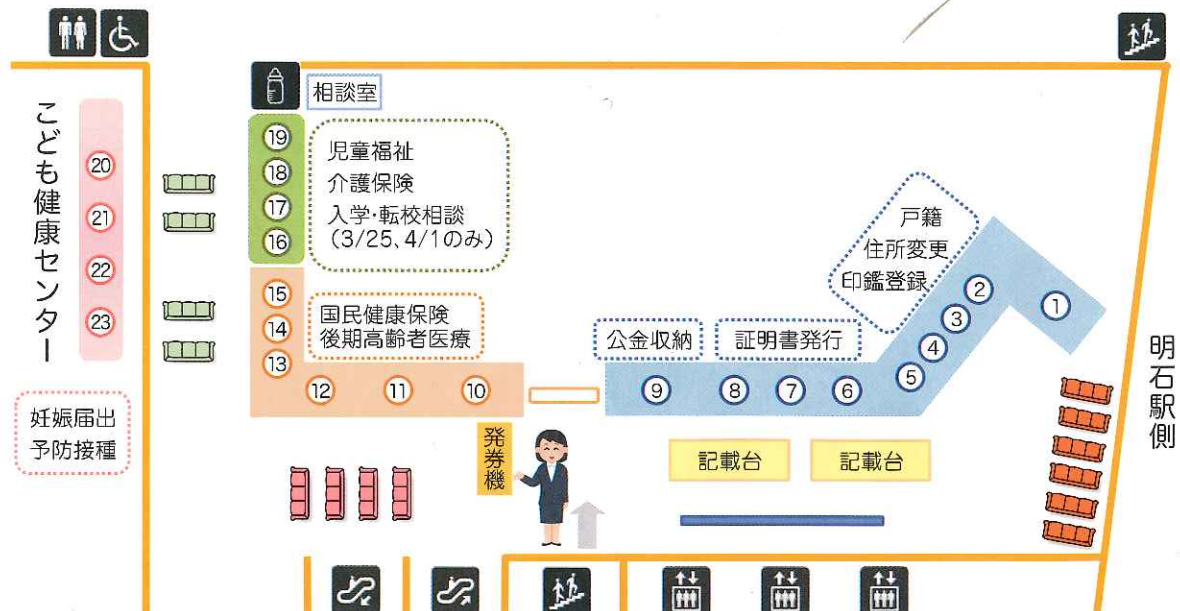 相談室
こども健康センター
20
21
22
23
妊娠届出
予防接種
19
18
17
16
児童福祉
介護保険
入学・転校相談
（3/25、4/1のみ）
15
14
13
12
11
10
国民健康保険
後期高齢者医療
公金収納
証明書発行
戸籍
住所変更
印鑑登録
9
8
7
6
5
4
3
2
1
明石駅側
発券機
記載台
記載台